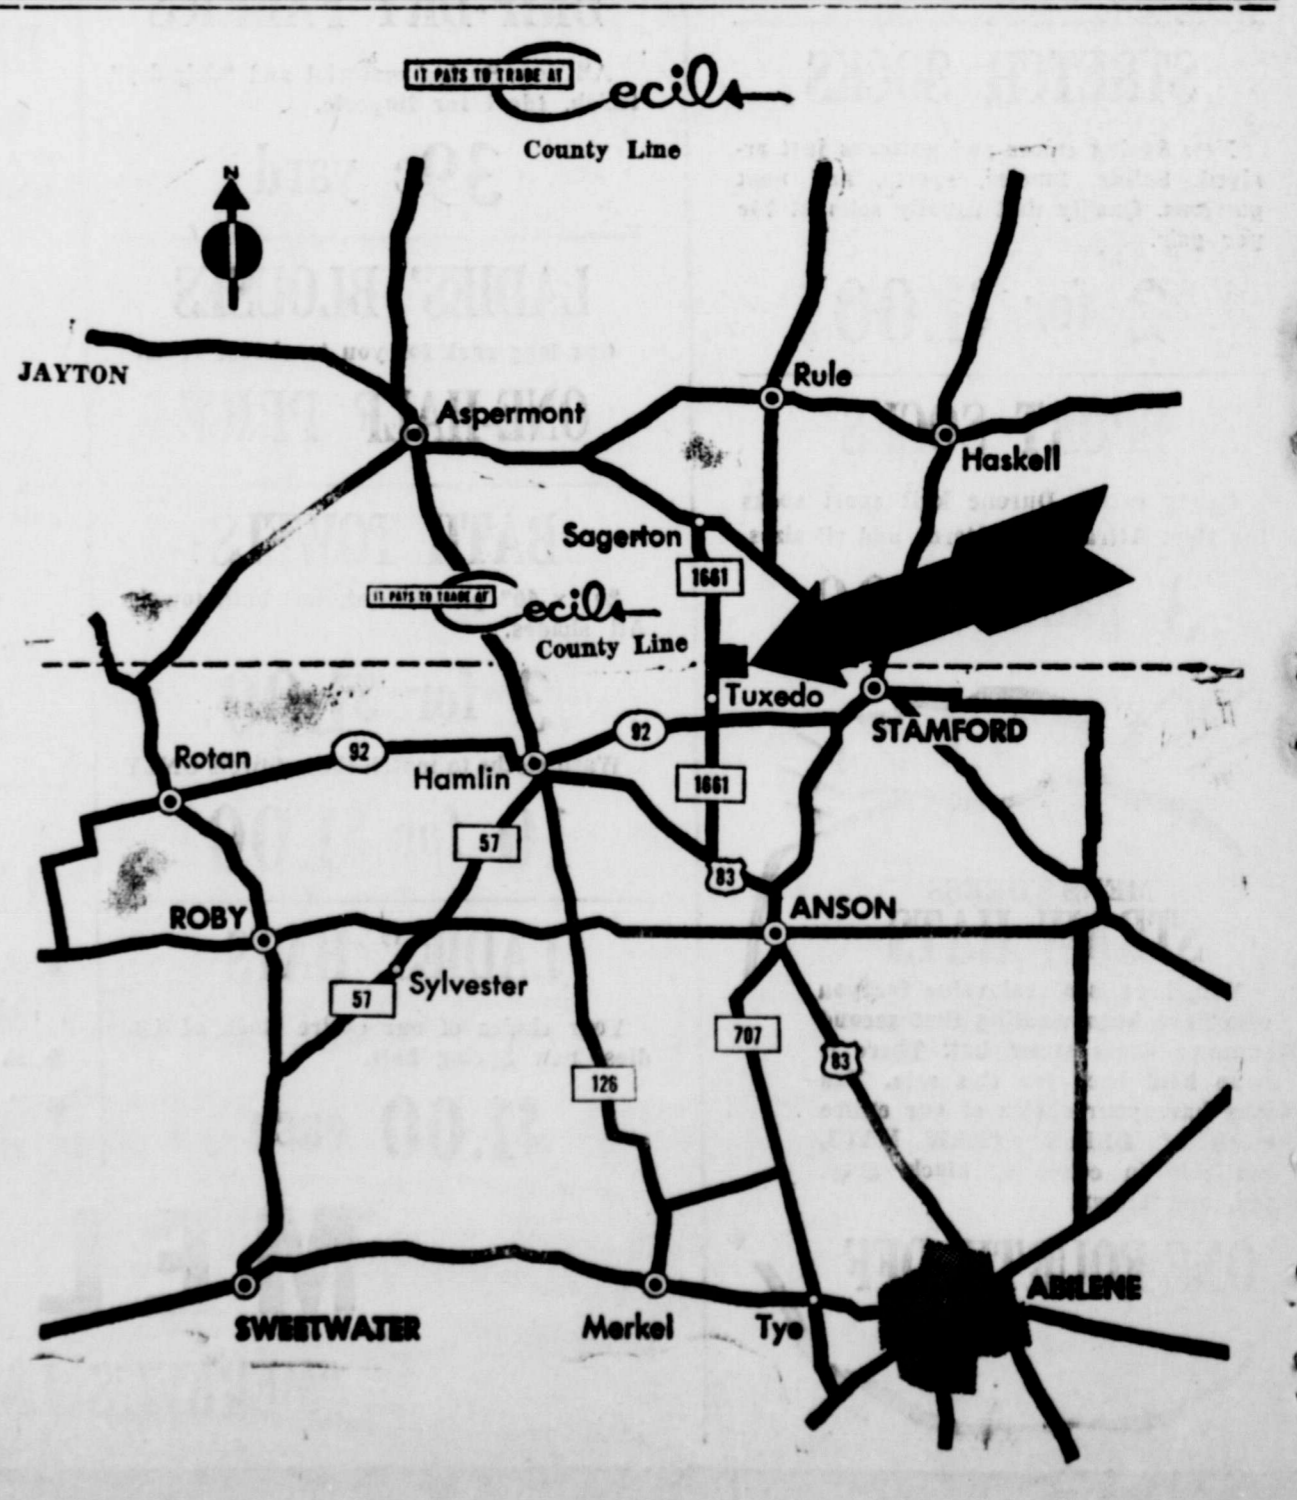 IT PAYS TO TRADE AT
Cecil's
County Line
N
JAYTON
Rule
Aspermont
Haskell
Sagerton
1661
IT PAYS TO TRADE AT
Cecil's
County Line
Tuxedo
STAMFORD
92
92
Rotan
Hamlin
1661
57
83
ROBY
ANSON
Sylvester
57
707
83
126
ABILENE
SWEETWATER
Merkel
Tye